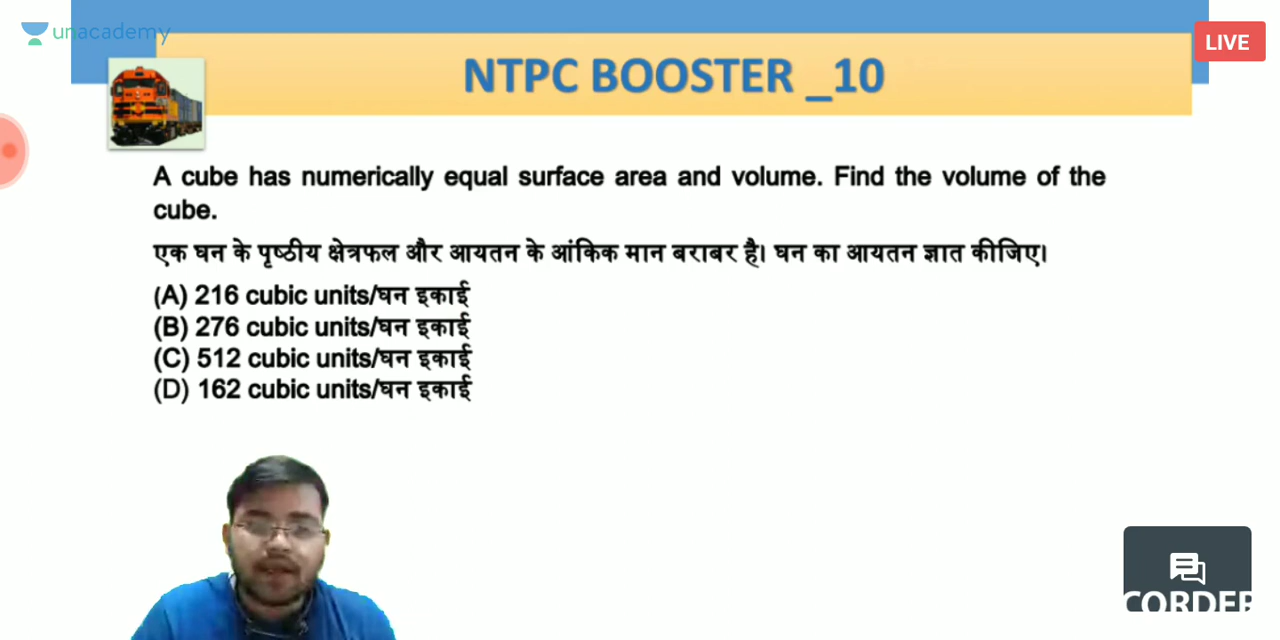 unacademy
LIVE
NTPC BOOSTER _10
A cube has numerically equal surface area and volume. Find the volume of the
cube.
एक घन के पृष्ठीय क्षेत्रफल और आयतन के आंकिक मान बराबर है। घन का आयतन ज्ञात कीजिए।
(A) 216 cubic units/घन इकाई
(B) 276 cubic units/घन इकाई
(C) 512 cubic units/घन इकाई
(D) 162 cubic units/घन इकाई
CORDER